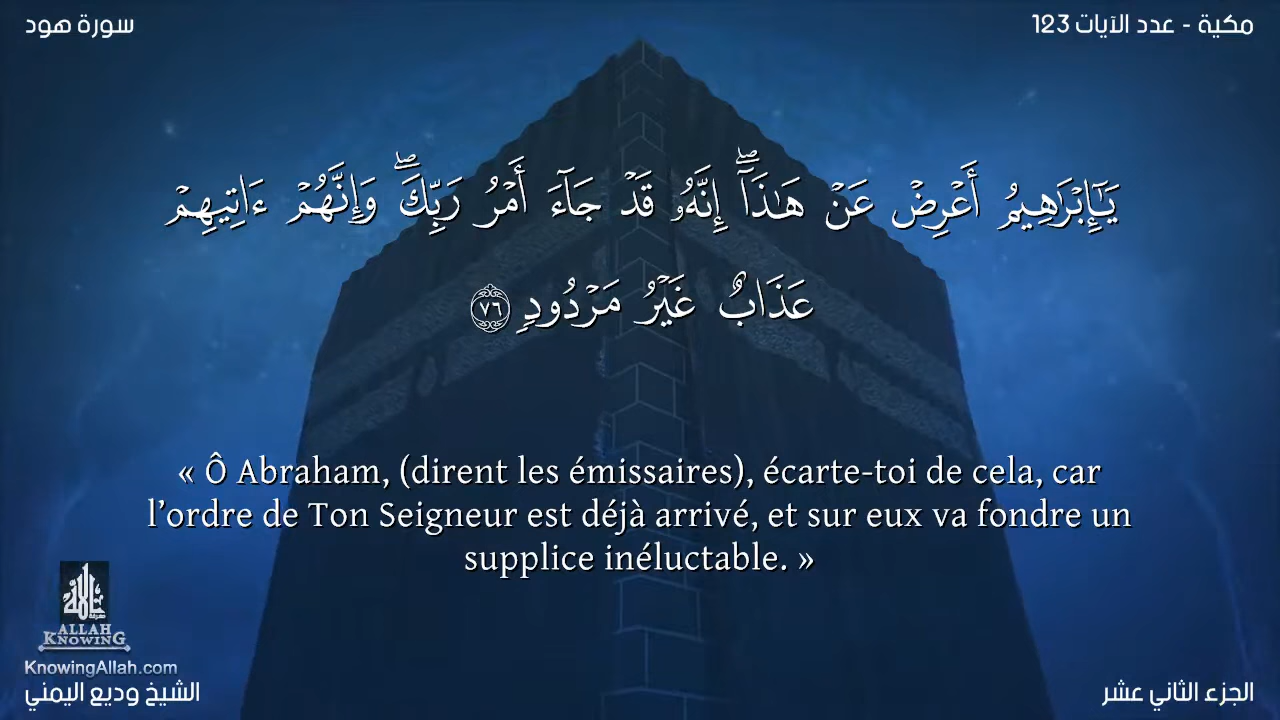 سورة هود
مكية - عدد الآيات 123
يَـٰٓإِبْرَٰهِيمُ أَعْرِضْ عَنْ هَـٰذَآ ۖ إِنَّهُۥ قَدْ جَآءَ أَمْرُ رَبِّكَ ۖ وَإِنَّهُمْ ءَاتِيهِمْ
عَذَابٌ غَيْرُ مَرْدُودٍ ٧٦
« Ô Abraham, (dirent les émissaires), écarte-toi de cela, car
l’ordre de Ton Seigneur est déjà arrivé, et sur eux va fondre un
supplice inéluctable. »
ALLAH
KNOWING
KnowingAllah.com
الشيخ وديع اليمني
الجزء الثاني عشر